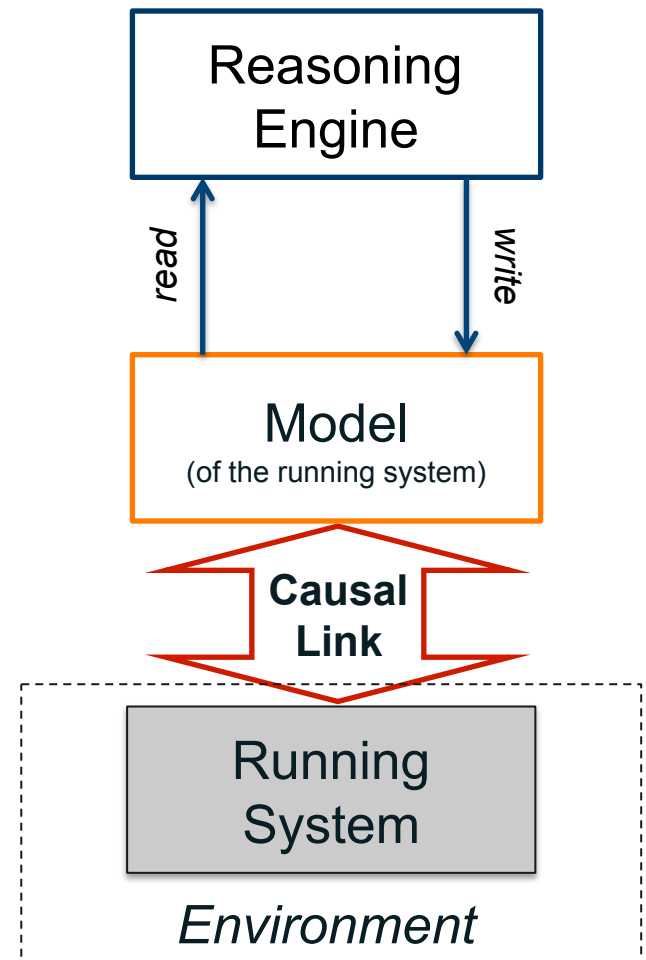 Reasoning
Engine
read
write
Model
(of the running system)
Causal
Link
Running
System
Environment